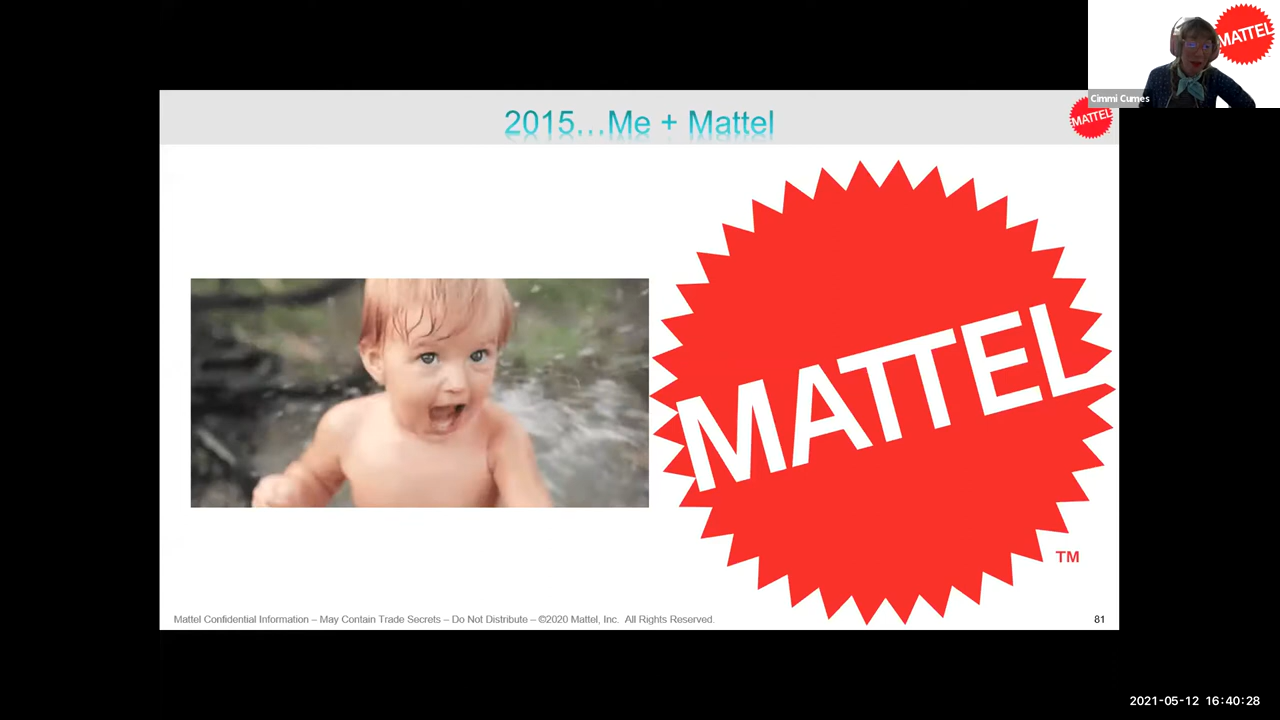 MATTEL
Cimmi Cumes
2015…Me + Mattel
MATTEL
MATTEL
TM
Mattel Confidential Information – May Contain Trade Secrets – Do Not Distribute – ©2020 Mattel, Inc. All Rights Reserved.
81
2021-05-12 16:40:28